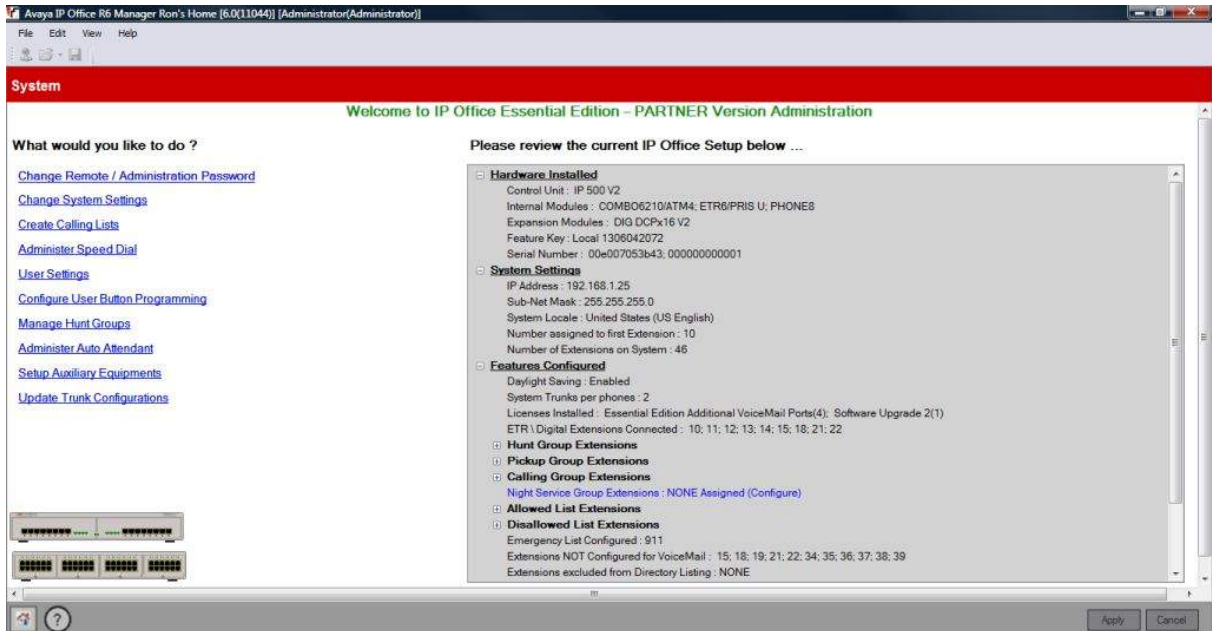 Avaya IP Office R6 Manager Ron's Home [6.0(11044)] [Administrator(Administrator)]
File Edit View Help
System
Welcome to IP Office Essential Edition – PARTNER Version Administration
What would you like to do ?
Change Remote / Administration Password
Change System Settings
Create Calling Lists
Administer Speed Dial
User Settings
Configure User Button Programming
Manage Hunt Groups
Administer Auto Attendant
Setup Auxiliary Equipments
Update Trunk Configurations
Please review the current IP Office Setup below ...
Hardware Installed
Control Unit : IP 500 V2
Internal Modules : COMBO6210/ATM4; ETR6/PRIS U; PHONE8
Expansion Modules : DIG DCPx16 V2
Feature Key : Local 1306042072
Serial Number : 00e007053b43; 000000000001
System Settings
IP Address : 192.168.1.25
Sub-Net Mask : 255.255.255.0
System Locale : United States (US English)
Number assigned to first Extension : 10
Number of Extensions on System : 46
Features Configured
Daylight Saving : Enabled
System Trunks per phones : 2
Licenses Installed : Essential Edition Additional VoiceMail Ports(4); Software Upgrade 2(1)
ETR \ Digital Extensions Connected : 10; 11; 12; 13; 14; 15; 18; 21; 22
Hunt Group Extensions
Pickup Group Extensions
Calling Group Extensions
Night Service Group Extensions : NONE Assigned (Configure)
Allowed List Extensions
Disallowed List Extensions
Emergency List Configured : 911
Extensions NOT Configured for VoiceMail : 15; 18; 19; 21; 22; 34; 35; 36; 37; 38; 39
Extensions excluded from Directory Listing : NONE
Apply Cancel